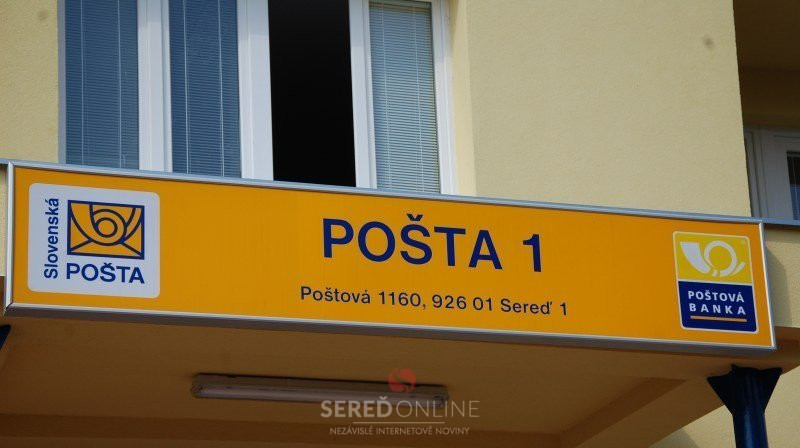 Slovenská
POŠTA
POŠTA 1
Poštová 1160, 926 01 Sereď 1
POŠTOVÁ
BANKA
SEREĎONLINE
NEZÁVISLÉ INTERNETOVÉ NOVINY